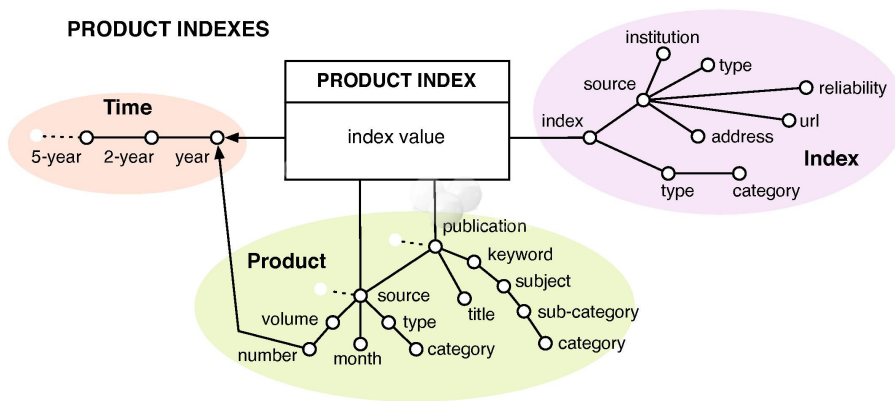 PRODUCT INDEXES
PRODUCT INDEX
index value
Time
5-year
2-year
year
institution
type
source
reliability
index
url
address
Index
type
category
publication
Product
keyword
subject
source
title
sub-category
volume
type
number
month
category
category